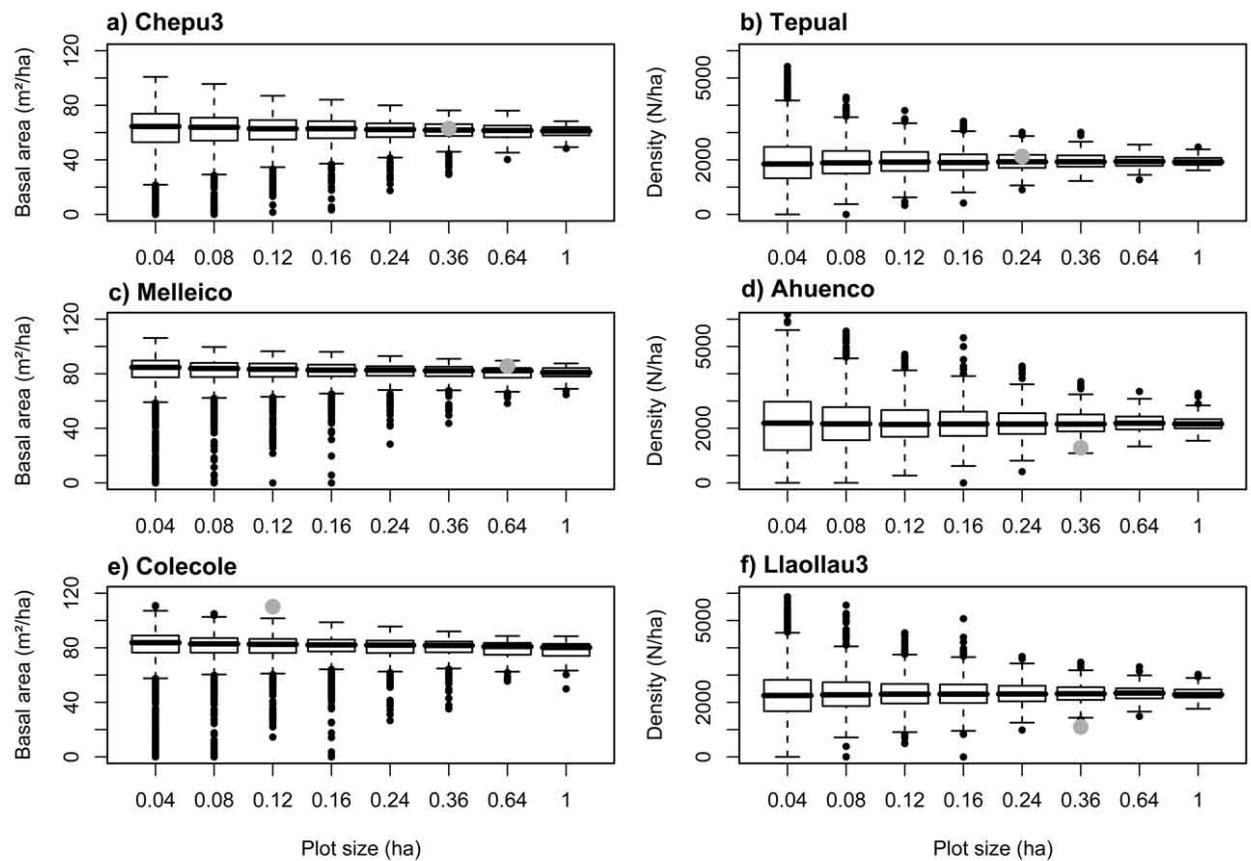 a) Chepu3
Basal area (m²/ha)
0 40 80 120
0.04 0.08 0.12 0.16 0.24 0.36 0.64 1
b) Tepual
Density (N/ha)
0 2000 5000
0.04 0.08 0.12 0.16 0.24 0.36 0.64 1
c) Melleico
Basal area (m²/ha)
0 40 80 120
0.04 0.08 0.12 0.16 0.24 0.36 0.64 1
d) Ahuenco
Density (N/ha)
0 2000 5000
0.04 0.08 0.12 0.16 0.24 0.36 0.64 1
e) Colecole
Basal area (m²/ha)
0 40 80 120
0.04 0.08 0.12 0.16 0.24 0.36 0.64 1
Plot size (ha)
f) Llaollau3
Density (N/ha)
0 2000 5000
0.04 0.08 0.12 0.16 0.24 0.36 0.64 1
Plot size (ha)